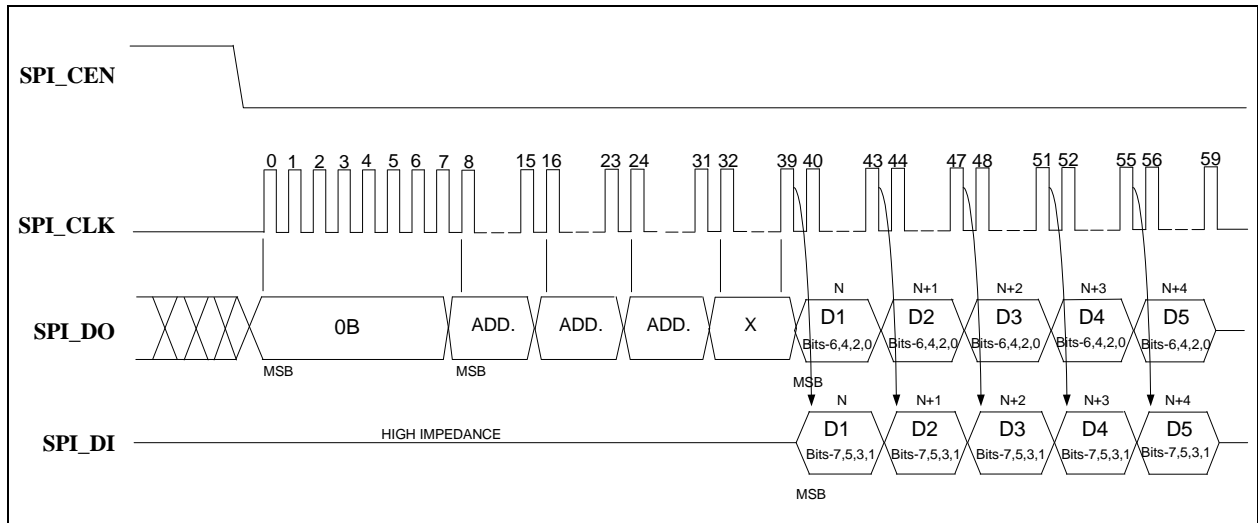 SPI_CEN
0 1 2 3 4 5 6 7 8 15 16 23 24 31 32 39 40 43 44 47 48 51 52 55 56 59
SPI_CLK
N N+1 N+2 N+3 N+4
SPI_DO
0B ADD. ADD. ADD. X D1 D2 D3 D4 D5
Bits-6,4,2,0 Bits-6,4,2,0 Bits-6,4,2,0 Bits-6,4,2,0 Bits-6,4,2,0
MSB MSB MSB
N N+1 N+2 N+3 N+4
SPI_DI
HIGH IMPEDANCE
D1 D2 D3 D4 D5
Bits-7,5,3,1 Bits-7,5,3,1 Bits-7,5,3,1 Bits-7,5,3,1 Bits-7,5,3,1
MSB